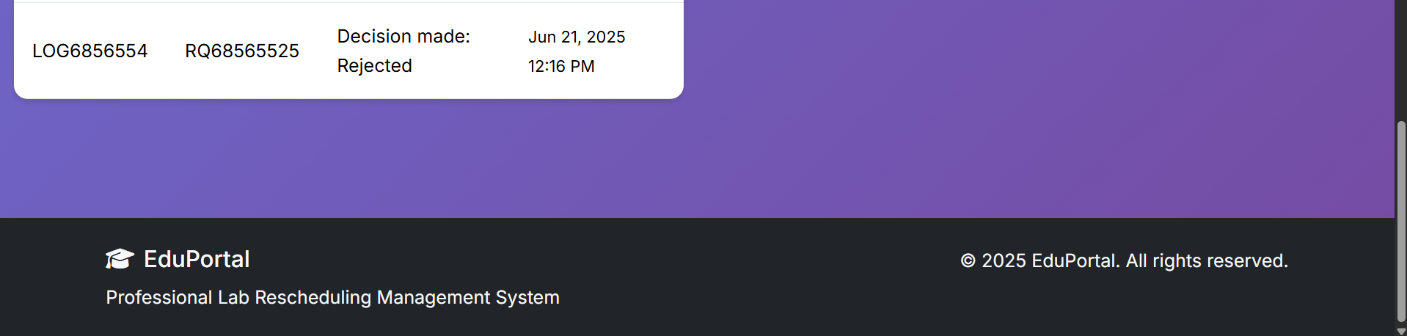 LOG6856554 RQ68565525 Decision made: Jun 21, 2025
Rejected 12:16 PM
EduPortal © 2025 EduPortal. All rights reserved.
Professional Lab Rescheduling Management System